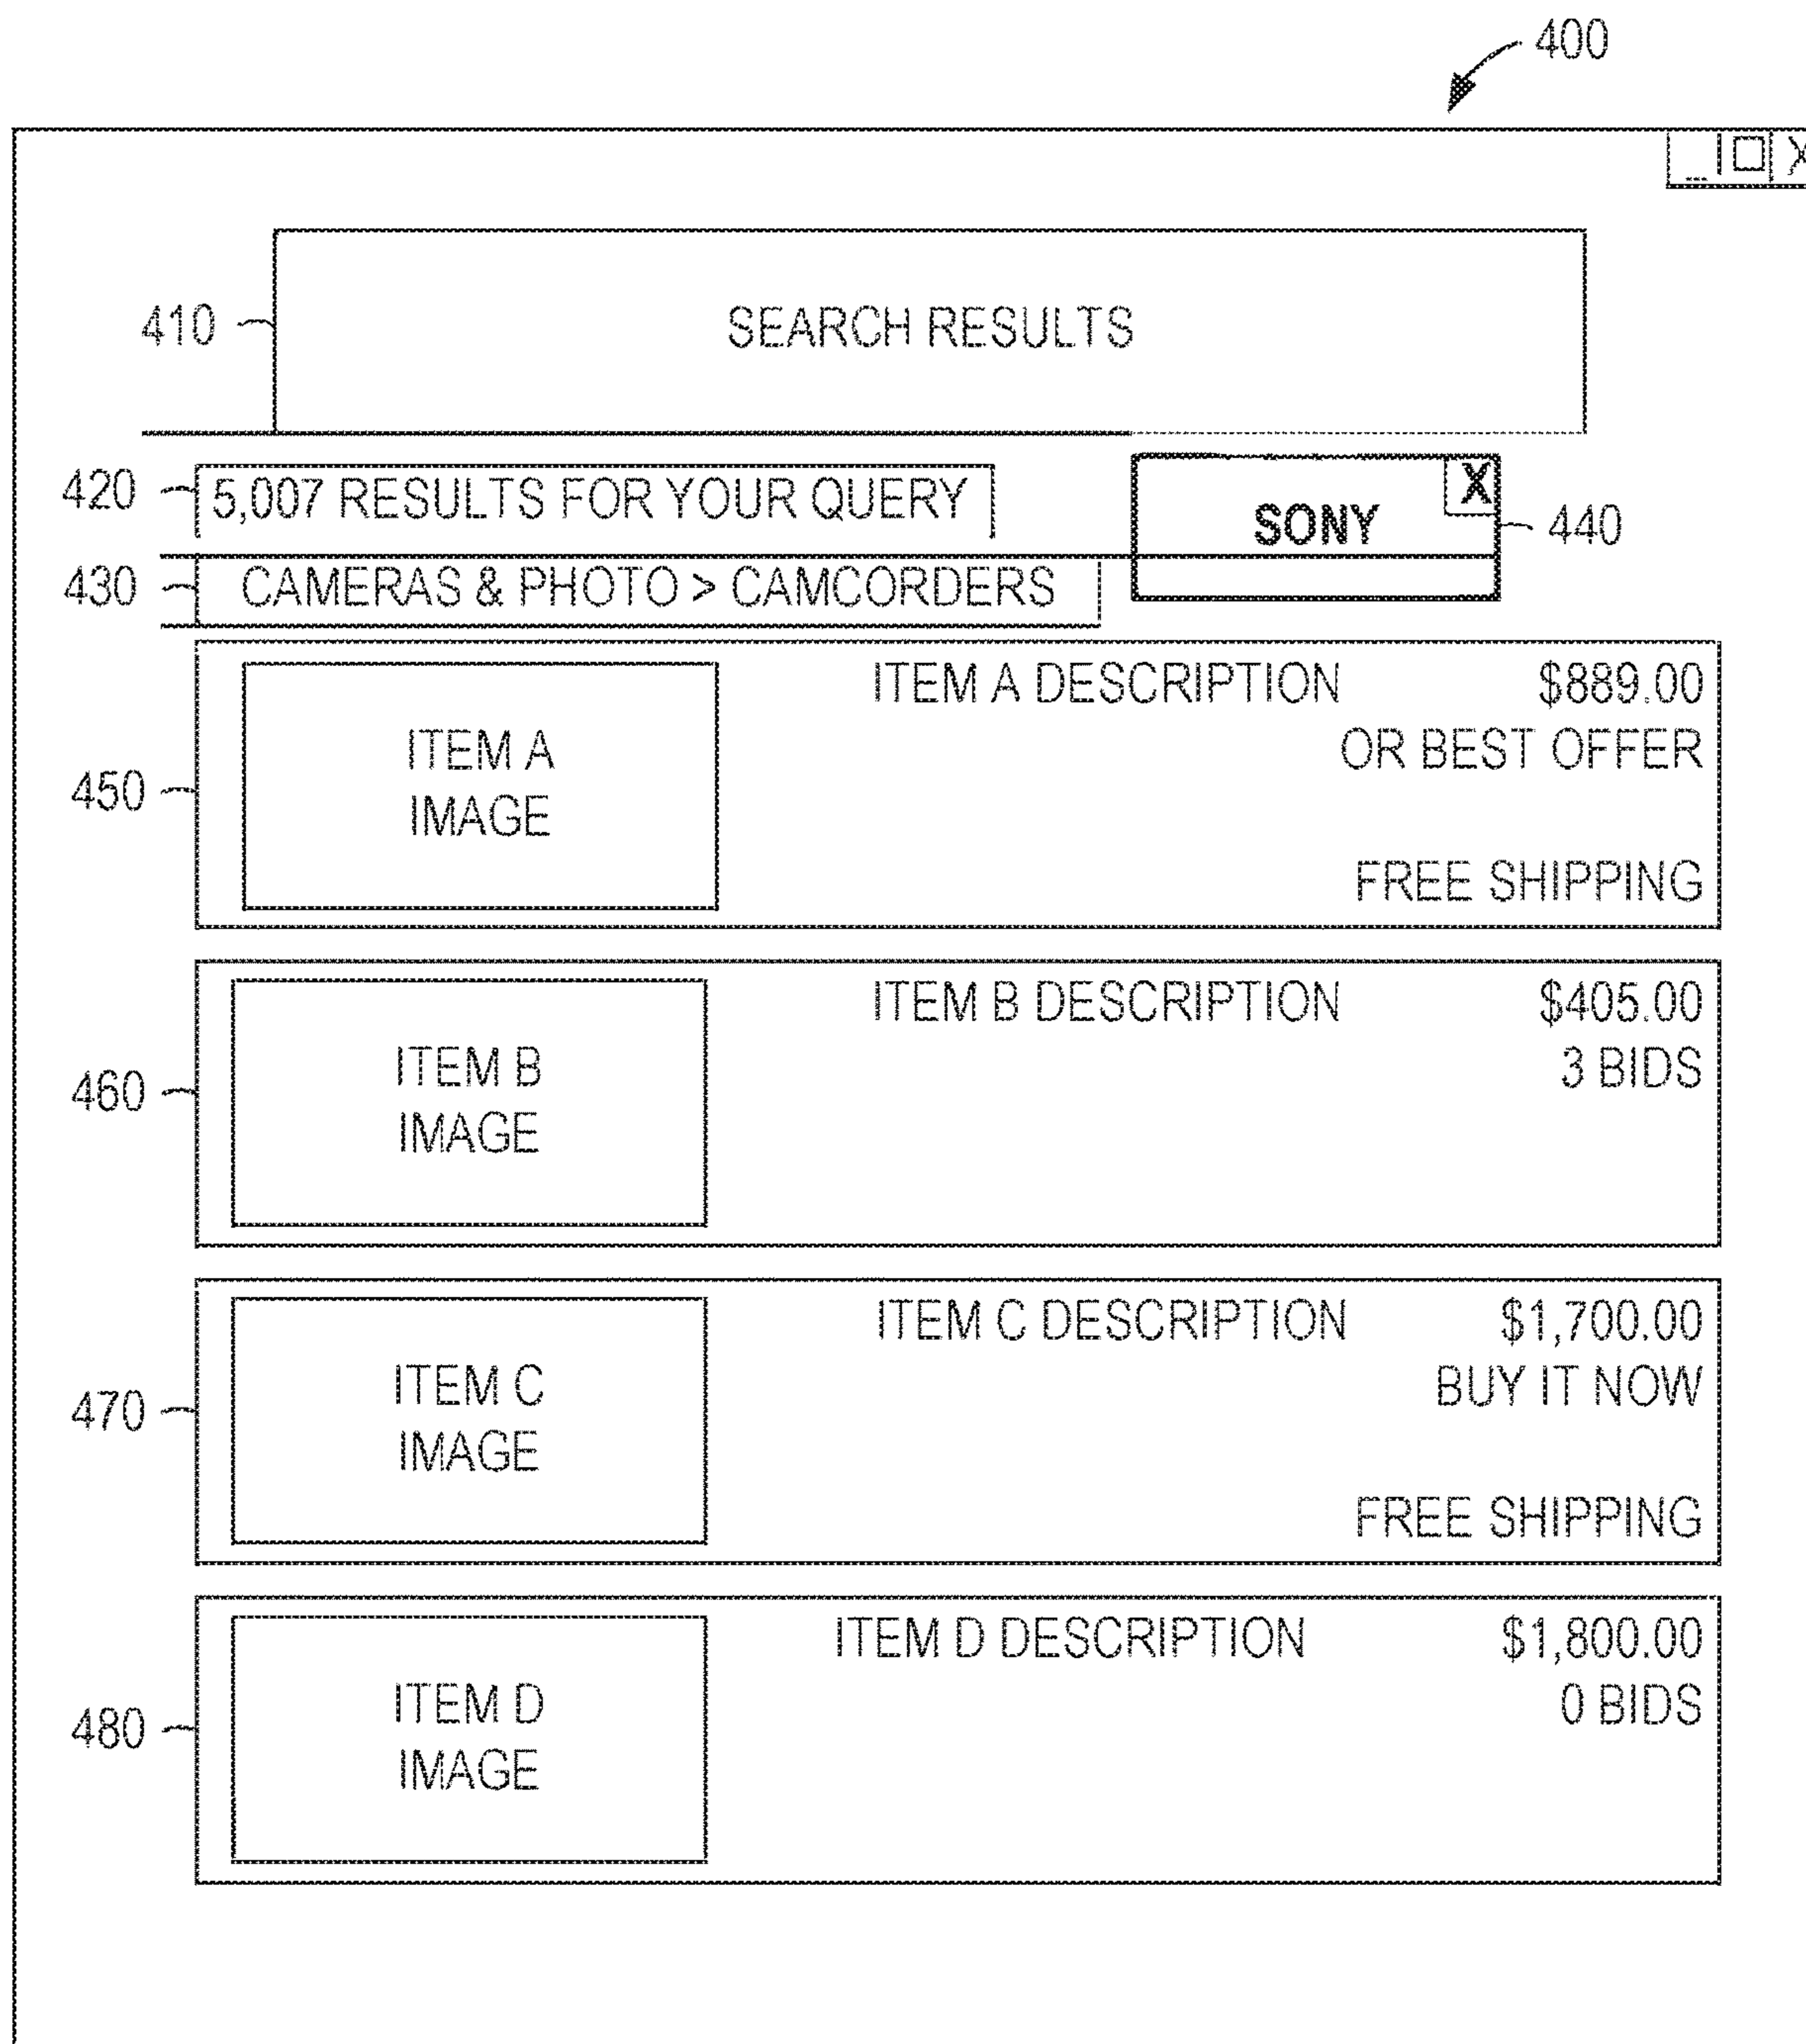 400
_ □ X
410
SEARCH RESULTS
420
5,007 RESULTS FOR YOUR QUERY
X
SONY
440
430
CAMERAS & PHOTO > CAMCORDERS
450
ITEM A
IMAGE
ITEM A DESCRIPTION
$889.00
OR BEST OFFER
FREE SHIPPING
460
ITEM B
IMAGE
ITEM B DESCRIPTION
$405.00
3 BIDS
470
ITEM C
IMAGE
ITEM C DESCRIPTION
$1,700.00
BUY IT NOW
FREE SHIPPING
480
ITEM D
IMAGE
ITEM D DESCRIPTION
$1,800.00
0 BIDS